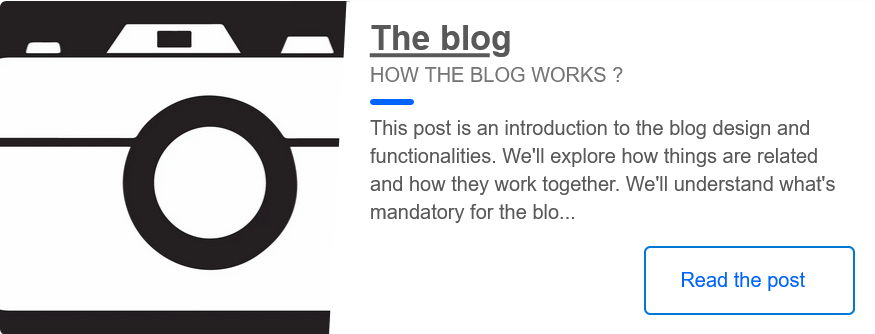 The blog
HOW THE BLOG WORKS ?
This post is an introduction to the blog design and
functionalities. We'll explore how things are related
and how they work together. We'll understand what's
mandatory for the blo...
Read the post